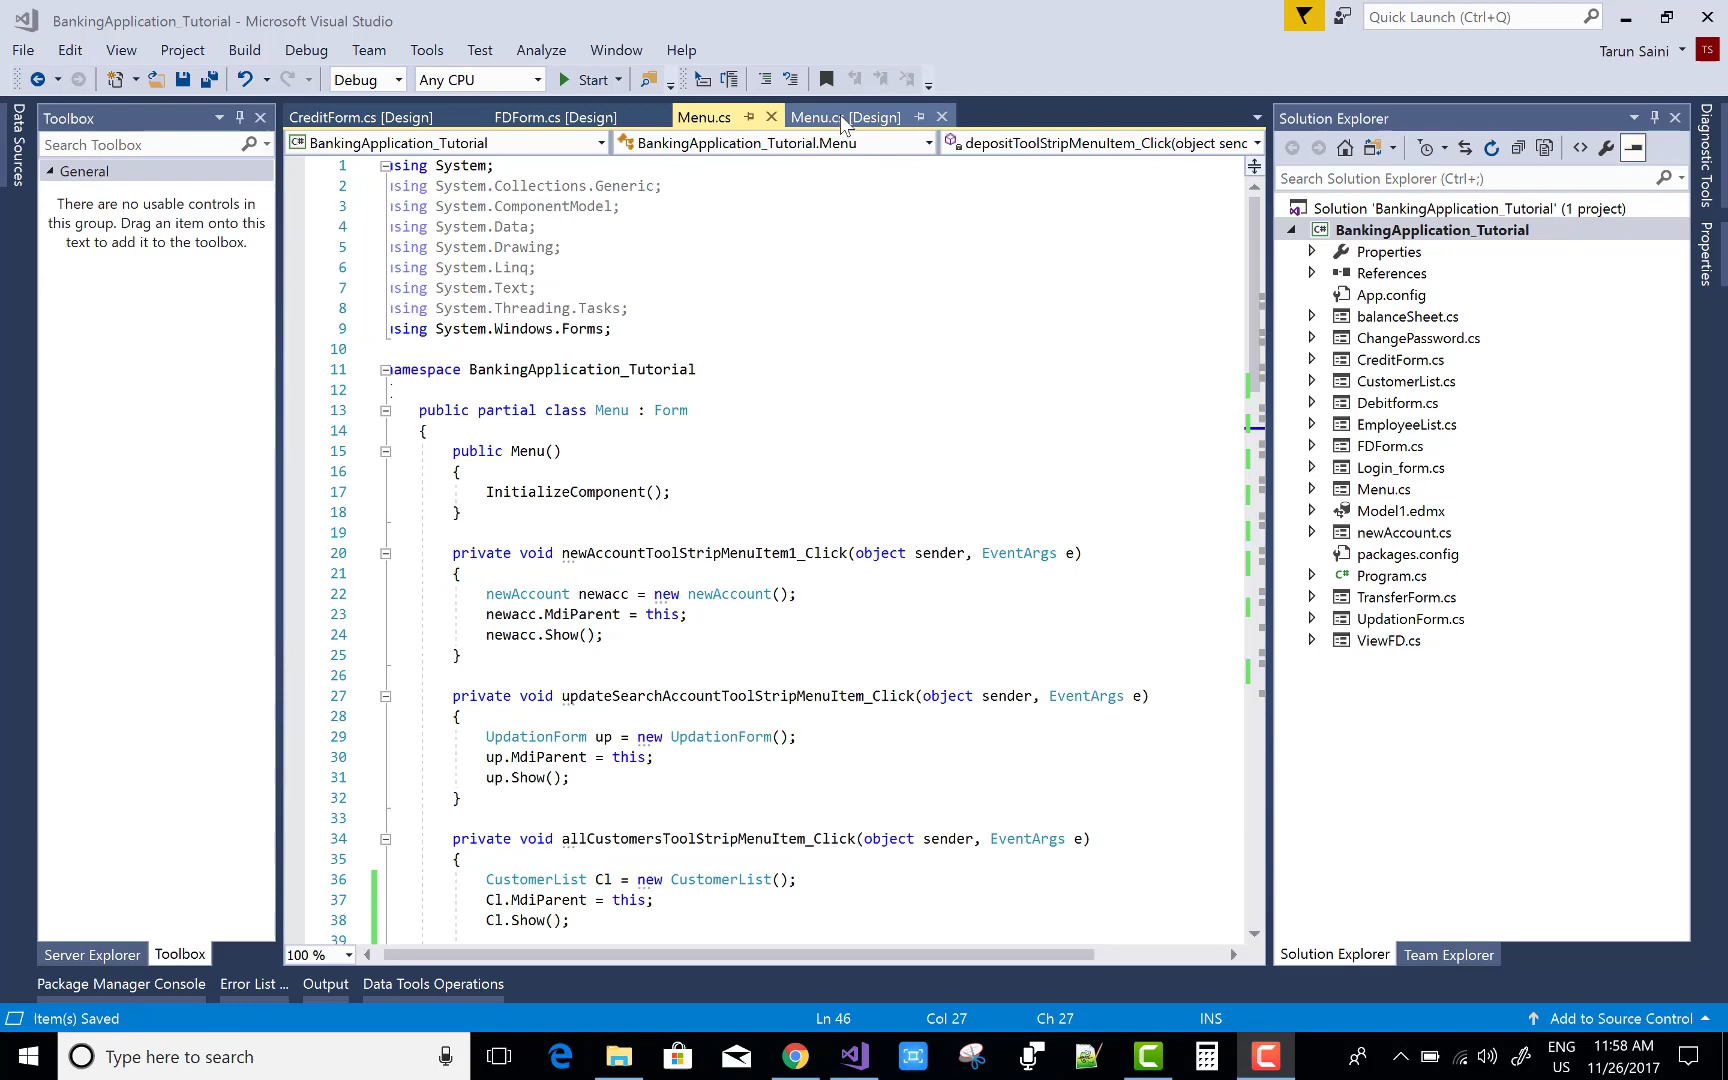 BankingApplication_Tutorial - Microsoft Visual Studio
Quick Launch (Ctrl+Q)
File Edit View Project Build Debug Team Tools Test Analyze Window Help
Tarun Saini TS
Debug Any CPU Start
Data Sources
Toolbox
Search Toolbox
General
There are no usable controls in
this group. Drag an item onto this
text to add it to the toolbox.
Server Explorer Toolbox
CreditForm.cs [Design] FDForm.cs [Design] Menu.cs Menu.cs [Design]
BankingApplication_Tutorial BankingApplication_Tutorial.Menu depositToolStripMenuItem_Click(object senc
1 ısing System;
2 ısing System.Collections.Generic;
3 ısing System.ComponentModel;
4 ısing System.Data;
5 ısing System.Drawing;
6 ısing System.Linq;
7 ısing System.Text;
8 ısing System.Threading.Tasks;
9 ısing System.Windows.Forms;
10
11 amespace BankingApplication_Tutorial
12
13 public partial class Menu : Form
14 {
15 public Menu()
16 {
17 InitializeComponent();
18 }
19
20 private void newAccountToolStripMenuItem1_Click(object sender, EventArgs e)
21 {
22 newAccount newacc = new newAccount();
23 newacc.MdiParent = this;
24 newacc.Show();
25 }
26
27 private void updateSearchAccountToolStripMenuItem_Click(object sender, EventArgs e)
28 {
29 UpdationForm up = new UpdationForm();
30 up.MdiParent = this;
31 up.Show();
32 }
33
34 private void allCustomersToolStripMenuItem_Click(object sender, EventArgs e)
35 {
36 CustomerList Cl = new CustomerList();
37 Cl.MdiParent = this;
38 Cl.Show();
39
100 %
Solution Explorer
Search Solution Explorer (Ctrl+;)
Solution 'BankingApplication_Tutorial' (1 project)
BankingApplication_Tutorial
Properties
References
App.config
balanceSheet.cs
ChangePassword.cs
CreditForm.cs
CustomerList.cs
Debitform.cs
EmployeeList.cs
FDForm.cs
Login_form.cs
Menu.cs
Model1.edmx
newAccount.cs
packages.config
Program.cs
TransferForm.cs
UpdationForm.cs
ViewFD.cs
Solution Explorer Team Explorer
Diagnostic Tools
Properties
Package Manager Console Error List ... Output Data Tools Operations
Item(s) Saved Ln 46 Col 27 Ch 27 INS Add to Source Control
Type here to search
ENG
US
11:58 AM
11/26/2017